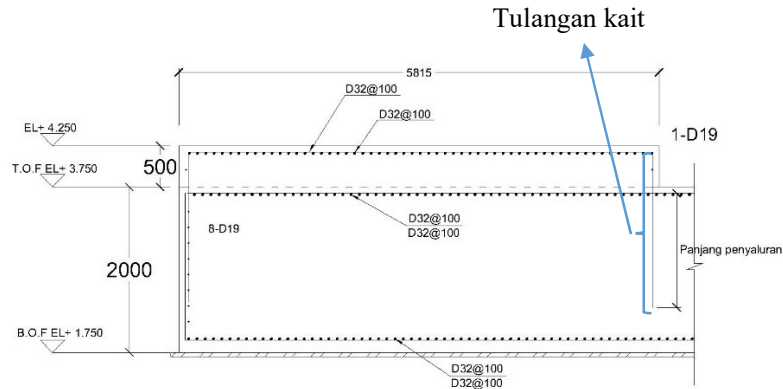 Tulangan kait
5815
D32@100
D32@100
1-D19
EL+ 4.250
500
T.O.F EL+ 3.750
D32@100
D32@100
8-D19
Panjang penyaluran
2000
B.O.F EL+ 1.750
D32@100
D32@100